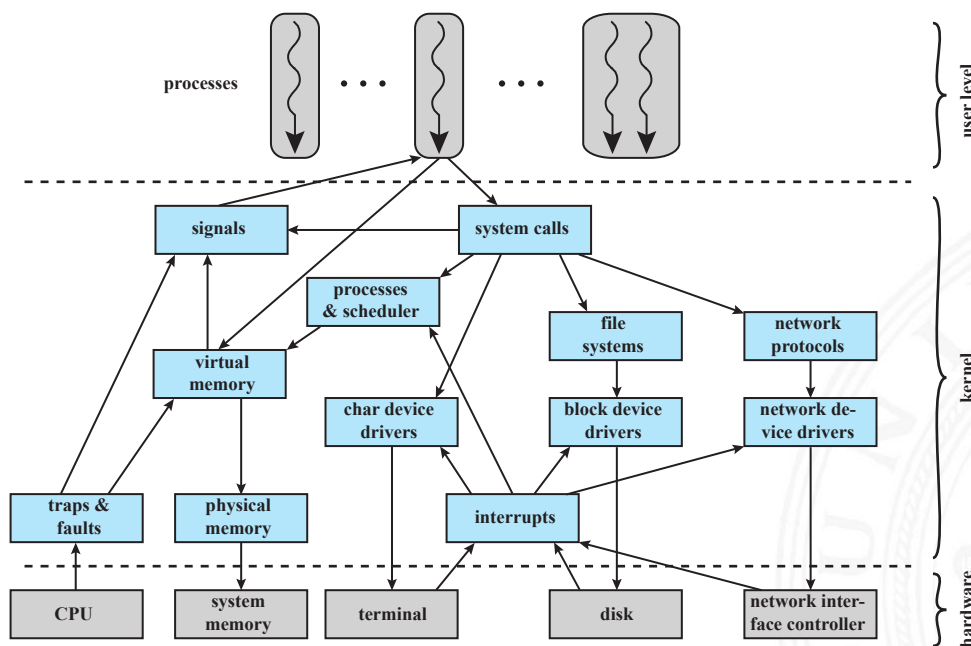 processes
user level
signals
system calls
processes
& scheduler
file
systems
network
protocols
virtual
memory
char device
drivers
block device
drivers
network de-
vice drivers
kernel
traps &
faults
physical
memory
interrupts
CPU
system
memory
terminal
disk
network inter-
face controller
hardware
U N I